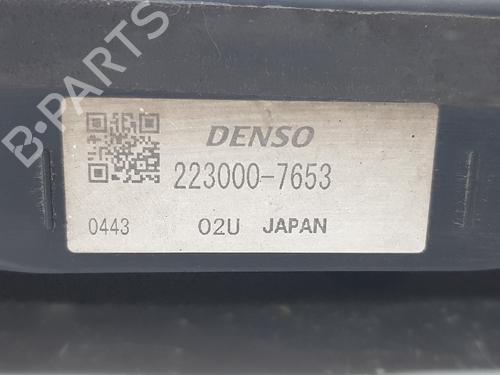 B-PARTS
DENSO
223000-7653
0443 02U JAPAN